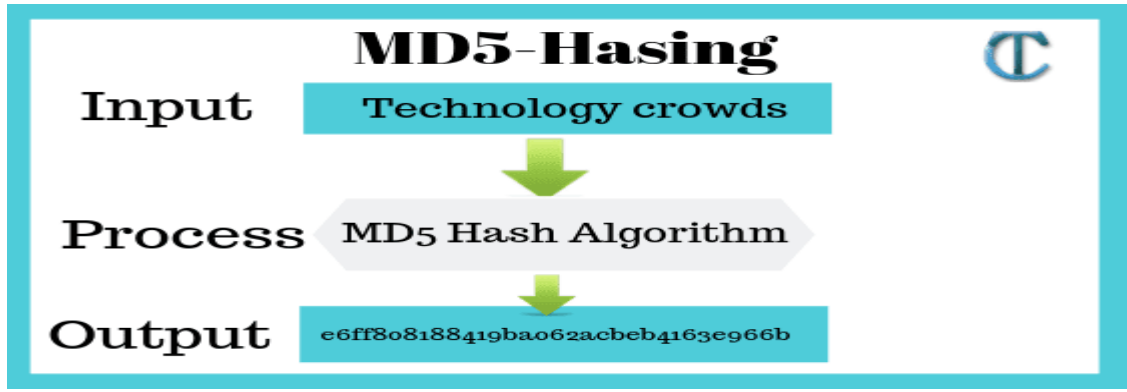 MD5-Hasing
Input
Technology crowds
Process
MD5 Hash Algorithm
Output
e6ff808188419ba062acbeb4163e966b